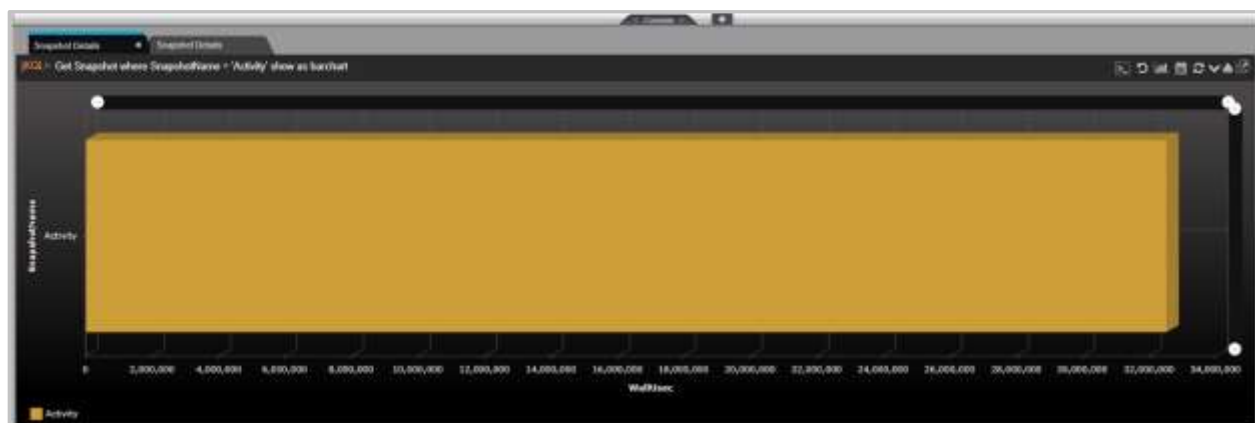 Snapshot Details
Snapshot Details
Get Snapshot where SnapshotName = 'Activity' show as barchart
SnapshotName
Activity
0 2,000,000 4,000,000 6,000,000 8,000,000 10,000,000 12,000,000 14,000,000 16,000,000 18,000,000 20,000,000 22,000,000 24,000,000 26,000,000 28,000,000 30,000,000 32,000,000 34,000,000
Activity